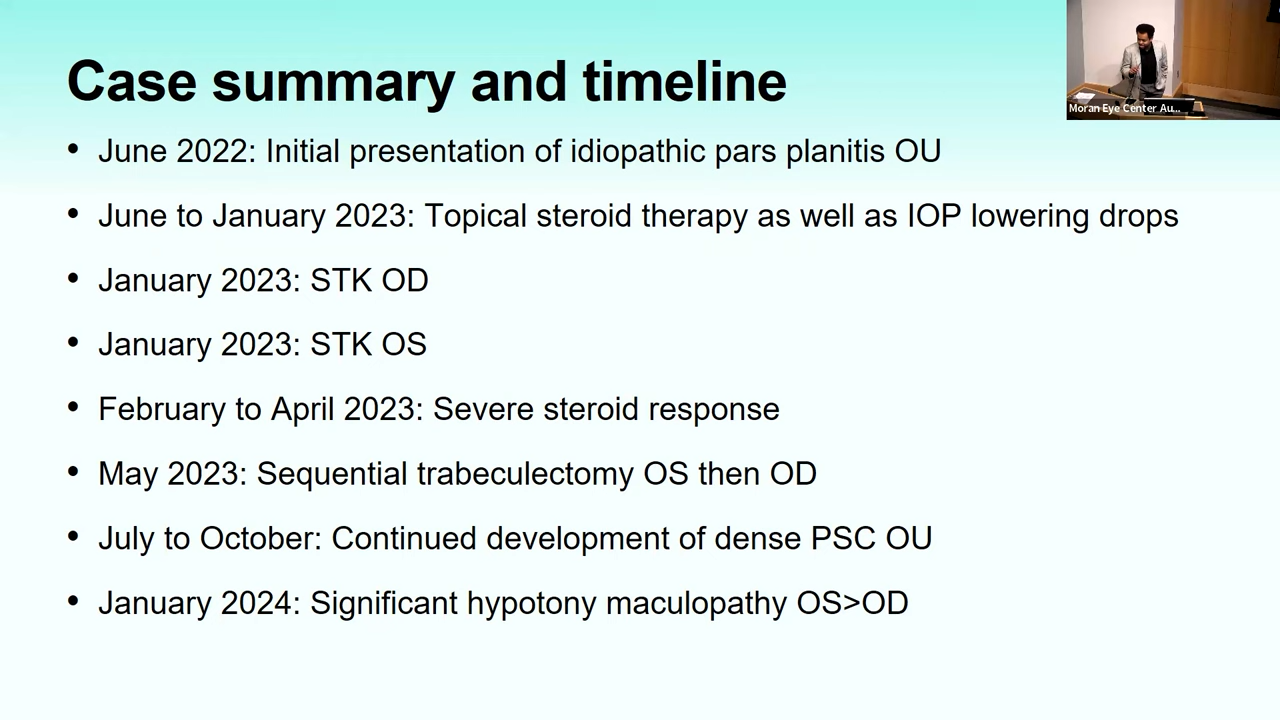 Case summary and timeline
Moran Eye Center Au...
• June 2022: Initial presentation of idiopathic pars planitis OU
• June to January 2023: Topical steroid therapy as well as IOP lowering drops
• January 2023: STK OD
• January 2023: STK OS
• February to April 2023: Severe steroid response
• May 2023: Sequential trabeculectomy OS then OD
• July to October: Continued development of dense PSC OU
• January 2024: Significant hypotony maculopathy OS>OD